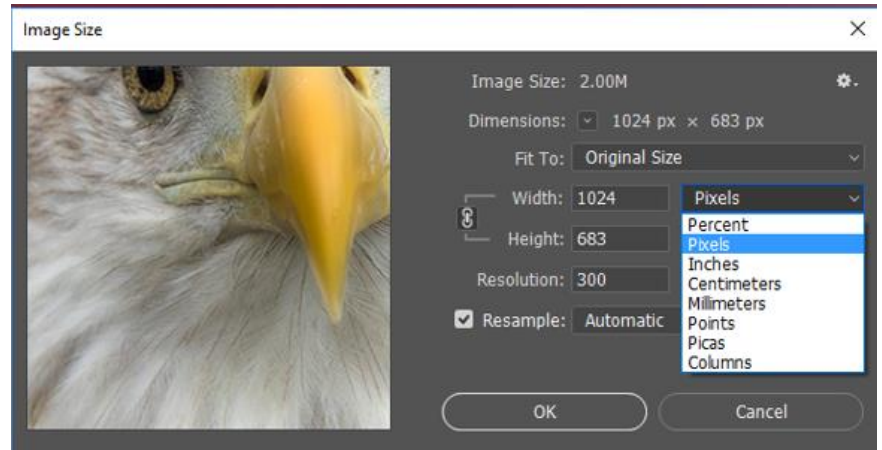 Image Size
Image Size: 2.00M
Dimensions: 1024 px × 683 px
Fit To: Original Size
Width: 1024 Pixels
Percent
Pixels
Height: 683
Inches
Centimeters
Resolution: 300
Millimeters
Resample: Automatic
Points
Picas
Columns
OK Cancel